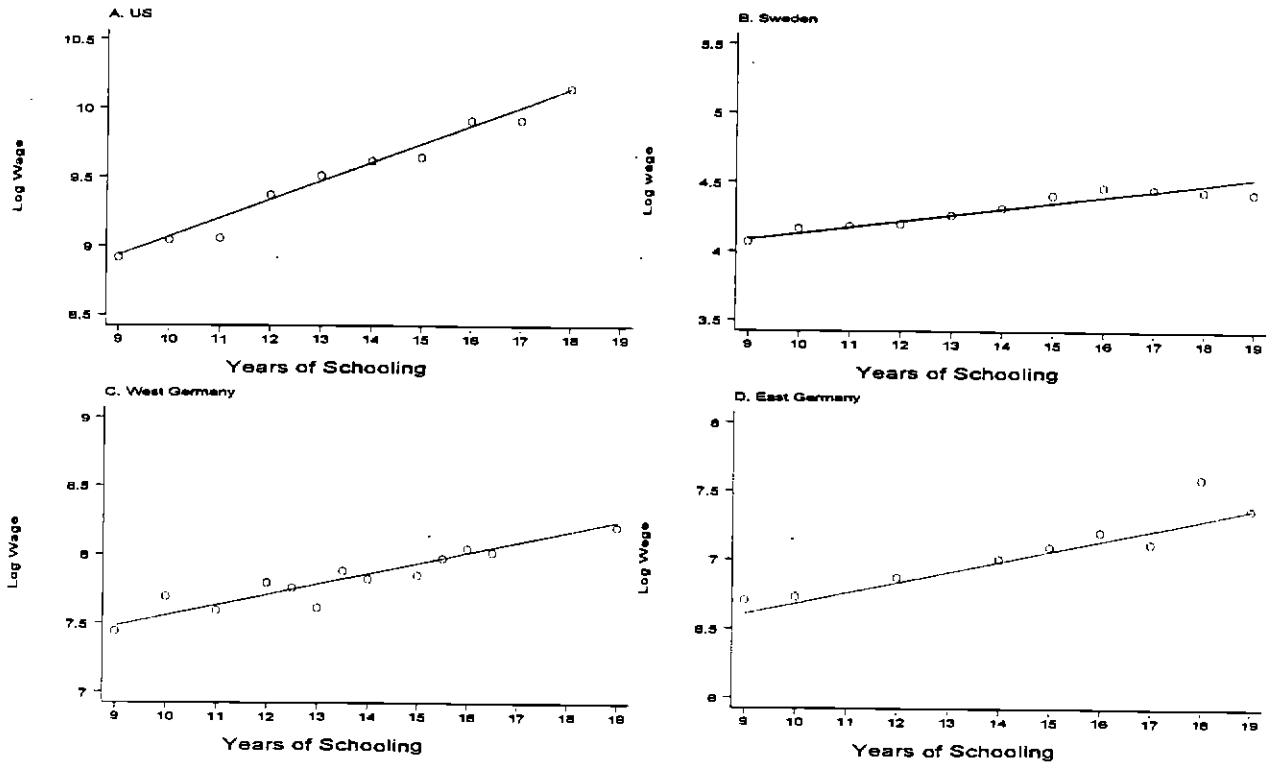 A. US
10.5
10
9.5
9
8.5
Log Wage
9 10 11 12 13 14 15 16 17 18 19
Years of Schooling
B. Sweden
5.5
5
4.5
4
3.5
Log wage
9 10 11 12 13 14 15 16 17 18 19
Years of Schooling
C. West Germany
9
8.5
8
7.5
7
Log Wage
9 10 11 12 13 14 15 16 17 18 19
Years of Schooling
D. East Germany
8
7.5
7
6.5
6
Log Wage
9 10 11 12 13 14 15 16 17 18 19
Years of Schooling